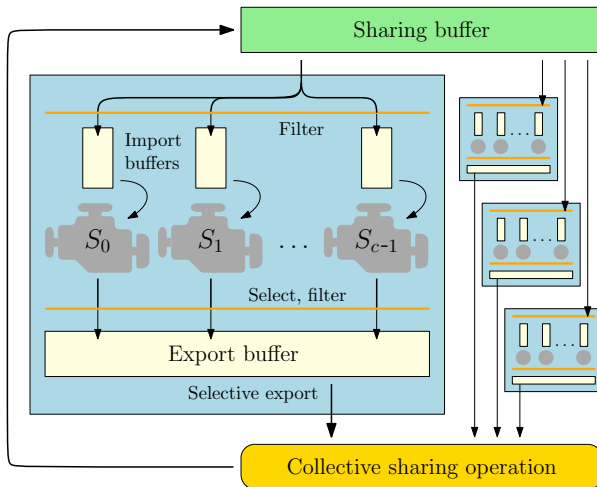 Sharing buffer
Filter
Import
buffers
S0 S1 ... Sc-1
Select, filter
Export buffer
Selective export
...
...
...
Collective sharing operation